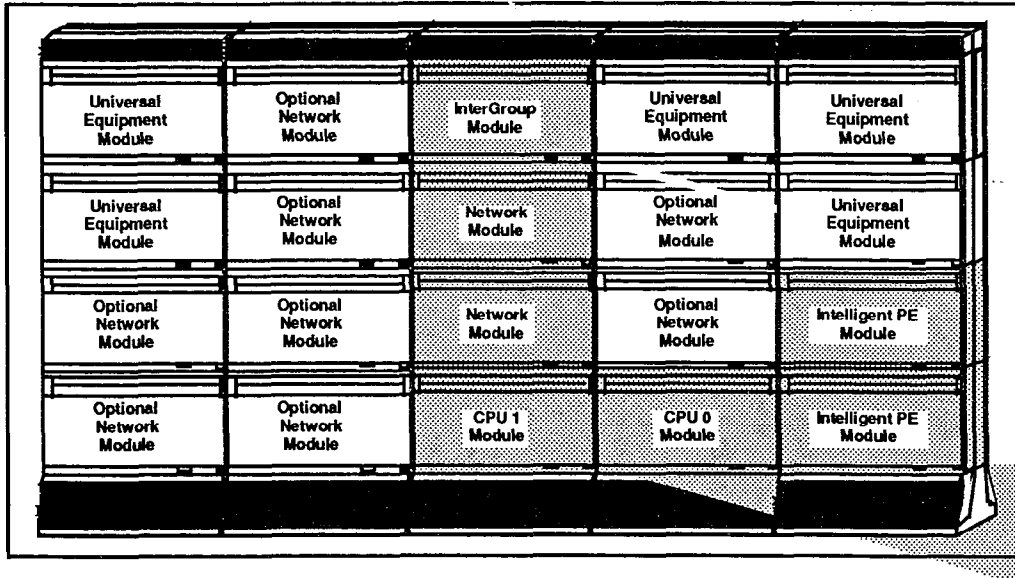 Universal
Equipment
Module
Optional
Network
Module
InterGroup
Module
Universal
Equipment
Module
Universal
Equipment
Module
Universal
Equipment
Module
Optional
Network
Module
Network
Module
Optional
Network
Module
Universal
Equipment
Module
Optional
Network
Module
Optional
Network
Module
Network
Module
Optional
Network
Module
Intelligent PE
Module
Optional
Network
Module
Optional
Network
Module
CPU 1
Module
CPU 0
Module
Intelligent PE
Module